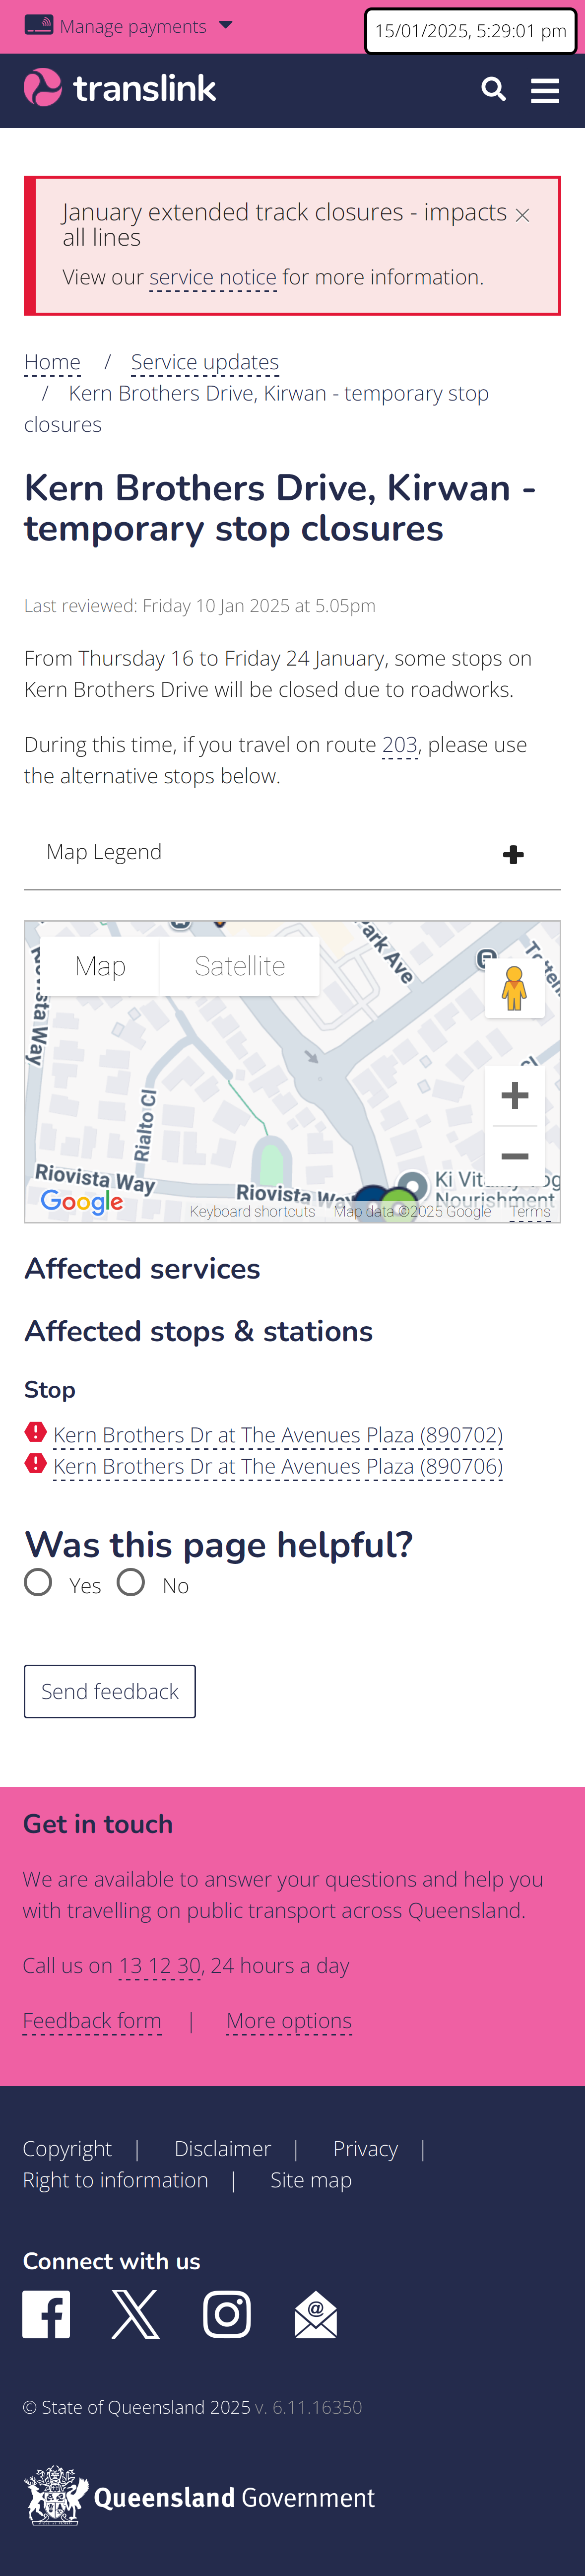 Manage payments
15/01/2025, 5:29:01 pm
translink
January extended track closures - impacts
all lines
View our service notice for more information.
Home / Service updates
/ Kern Brothers Drive, Kirwan - temporary stop
closures
Kern Brothers Drive, Kirwan -
temporary stop closures
Last reviewed: Friday 10 Jan 2025 at 5.05pm
From Thursday 16 to Friday 24 January, some stops on
Kern Brothers Drive will be closed due to roadworks.
During this time, if you travel on route 203, please use
the alternative stops below.
Map Legend
Map
Satellite
Park Ave
Rialto Cl
Riovista Way
Riovista Way
Google
Keyboard shortcuts
Map data ©2025 Google
Terms
Affected services
Affected stops & stations
Stop
Kern Brothers Dr at The Avenues Plaza (890702)
Kern Brothers Dr at The Avenues Plaza (890706)
Was this page helpful?
Yes No
Send feedback
Get in touch
We are available to answer your questions and help you
with travelling on public transport across Queensland.
Call us on 13 12 30, 24 hours a day
Feedback form | More options
Copyright | Disclaimer | Privacy |
Right to information | Site map
Connect with us
© State of Queensland 2025 v. 6.11.16350
Queensland Government